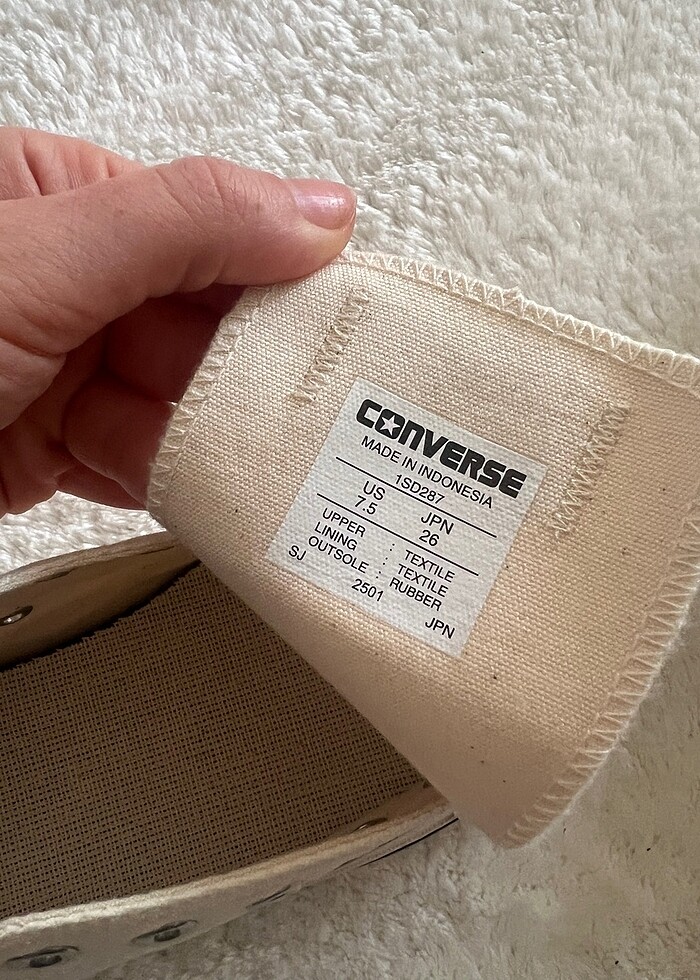 CONVERSE
MADE IN INDONESIA
1SD287
US JPN
7.5 26
UPPER : TEXTILE
LINING : TEXTILE
OUTSOLE : RUBBER
SJ 2501 JPN